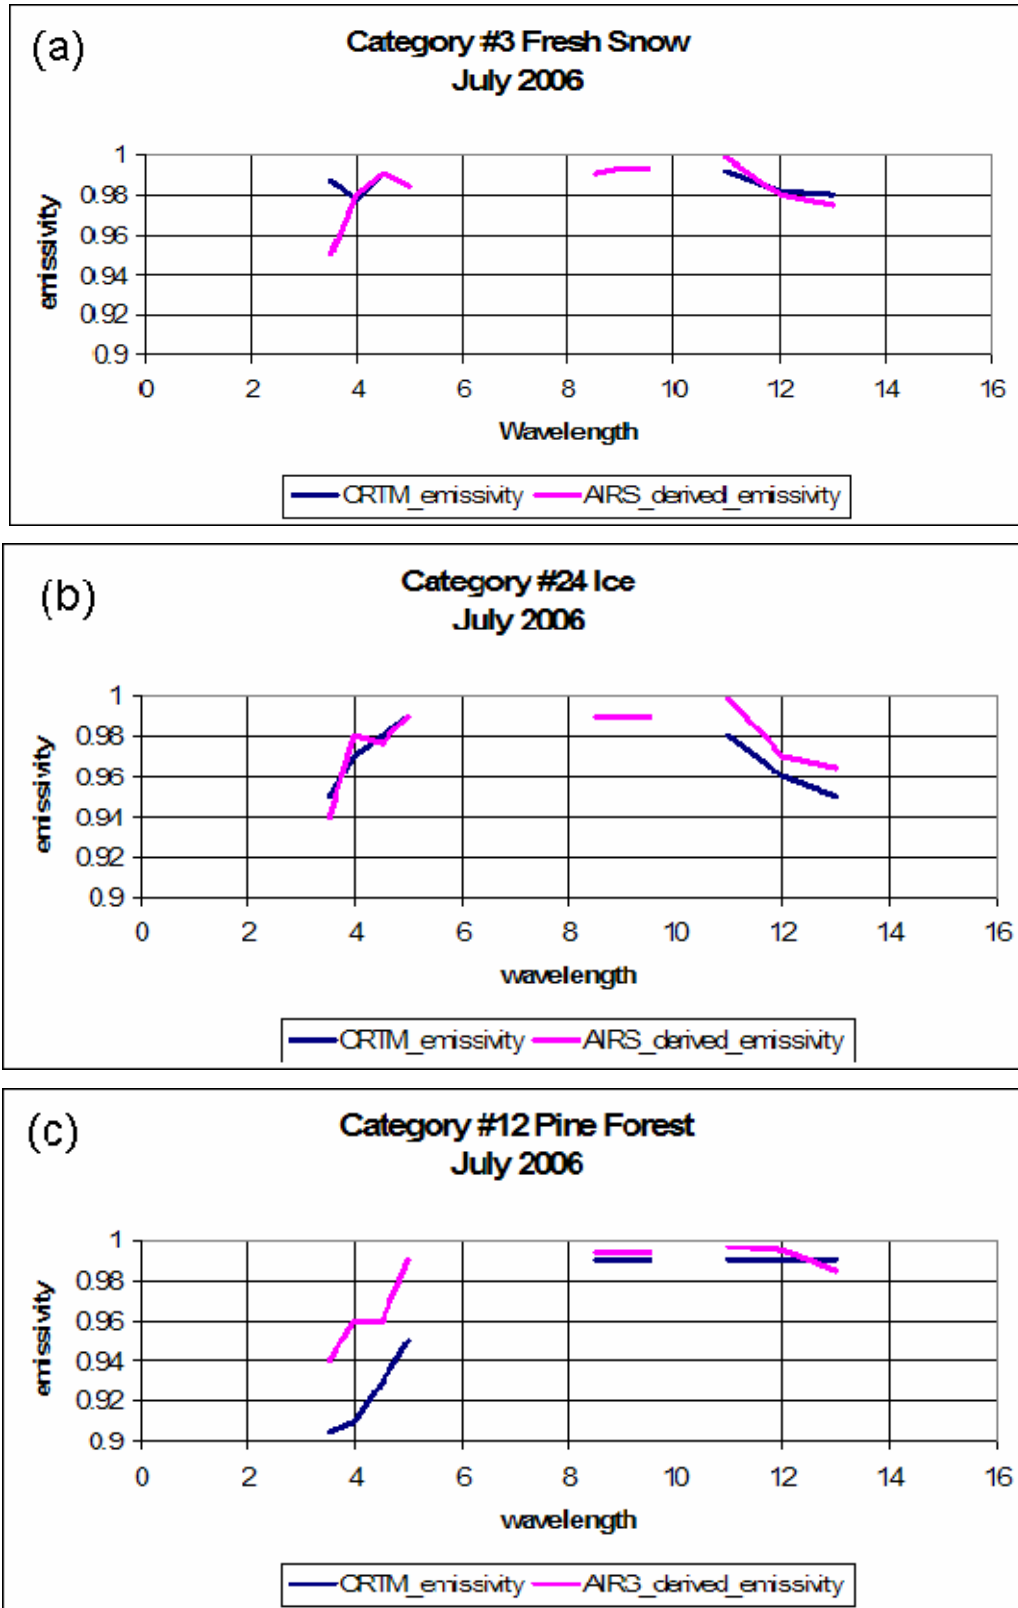 (a)
Category #3 Fresh Snow
July 2006
1
0.98
0.96
0.94
0.92
0.9
emissivity
0 2 4 6 8 10 12 14 16
Wavelength
CRTM_emissivity AIRS_derived_emissivity
(b)
Category #24 Ice
July 2006
1
0.98
0.96
0.94
0.92
0.9
emissivity
0 2 4 6 8 10 12 14 16
wavelength
CRTM_emissivity AIRS_derived_emissivity
(c)
Category #12 Pine Forest
July 2006
1
0.98
0.96
0.94
0.92
0.9
emissivity
0 2 4 6 8 10 12 14 16
wavelength
CRTM_emissivity AIRS_derived_emissivity